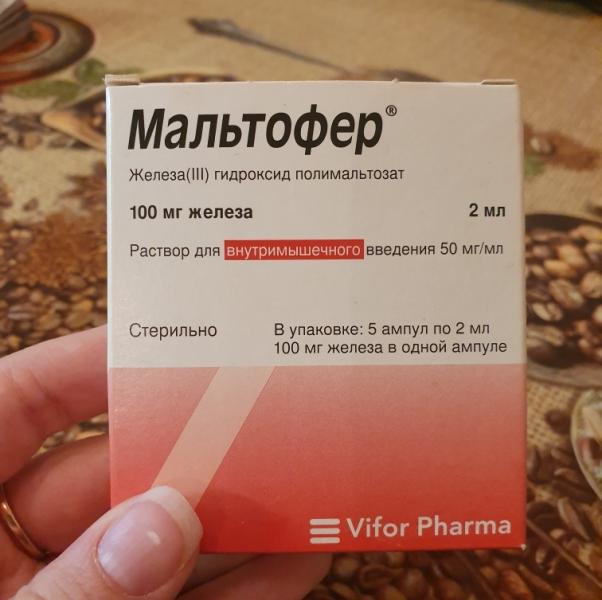 Мальтофер®
Железа(III) гидроксид полимальтозат
100 мг железа 2 мл
Раствор для внутримышечного введения 50 мг/мл
Стерильно
В упаковке: 5 ампул по 2 мл
100 мг железа в одной ампуле
Vifor Pharma